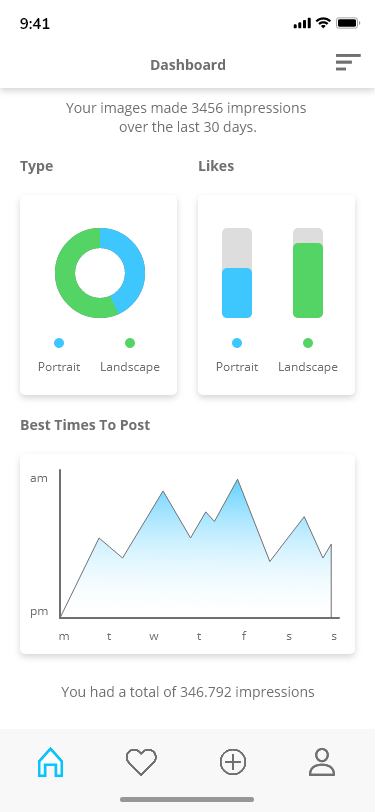 9:41
Dashboard
Your images made 3456 impressions
over the last 30 days.
Type
Likes
Portrait Landscape
Portrait Landscape
Best Times To Post
am
pm
m t w t f s s
You had a total of 346.792 impressions